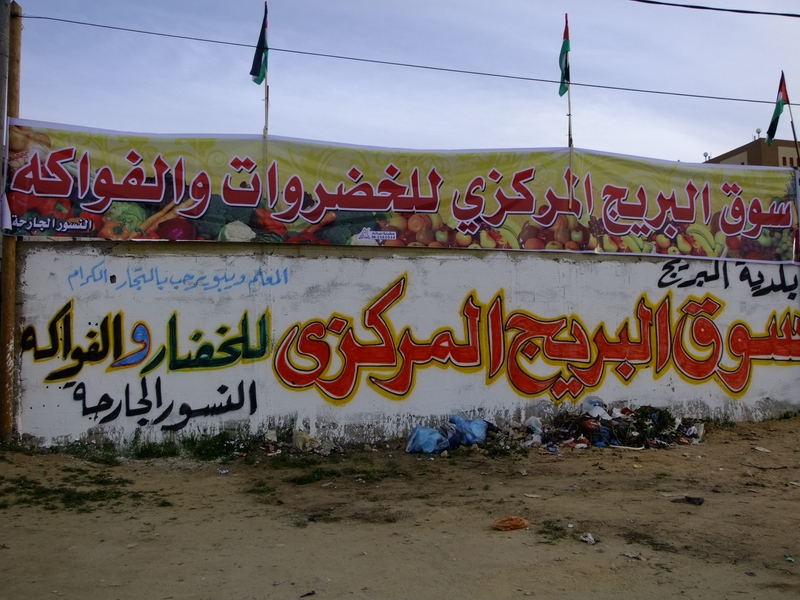 سوق البريج المركزي للخضروات والفواكه
النسور الجارحة
بلدية البريج
المعلم وبيو يرحب بالتجار الكرام
سوق البريج المركزى للخضار والفواكه
النسور الجارحة